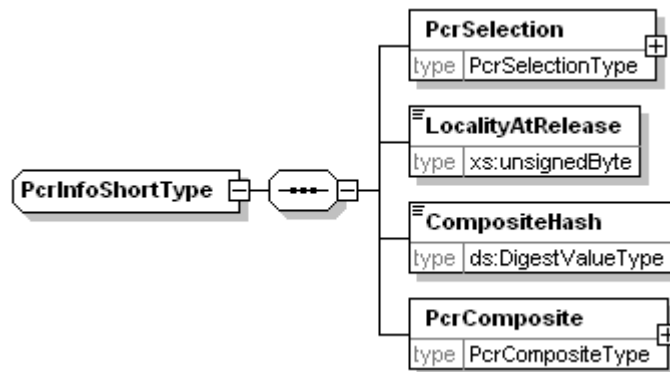 PcrSelection
type PcrSelectionType
LocalityAtRelease
type xs:unsignedByte
PcrInfoShortType
CompositeHash
type ds:DigestValueType
PcrComposite
type PcrCompositeType